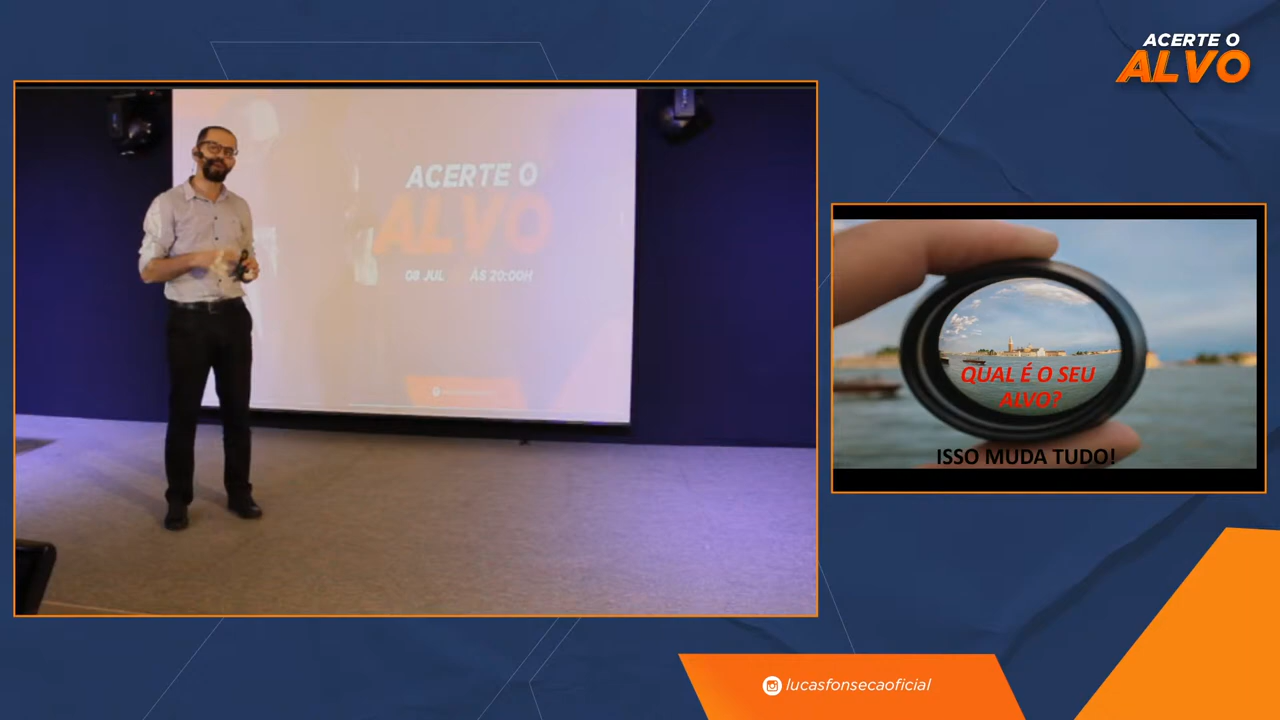 ACERTE O
ALVO
ACERTE O
ALVO
08 JUL ÀS 20:00H
QUAL É O SEU
ALVO?
ISSO MUDA TUDO!
lucasfonsecaoficial